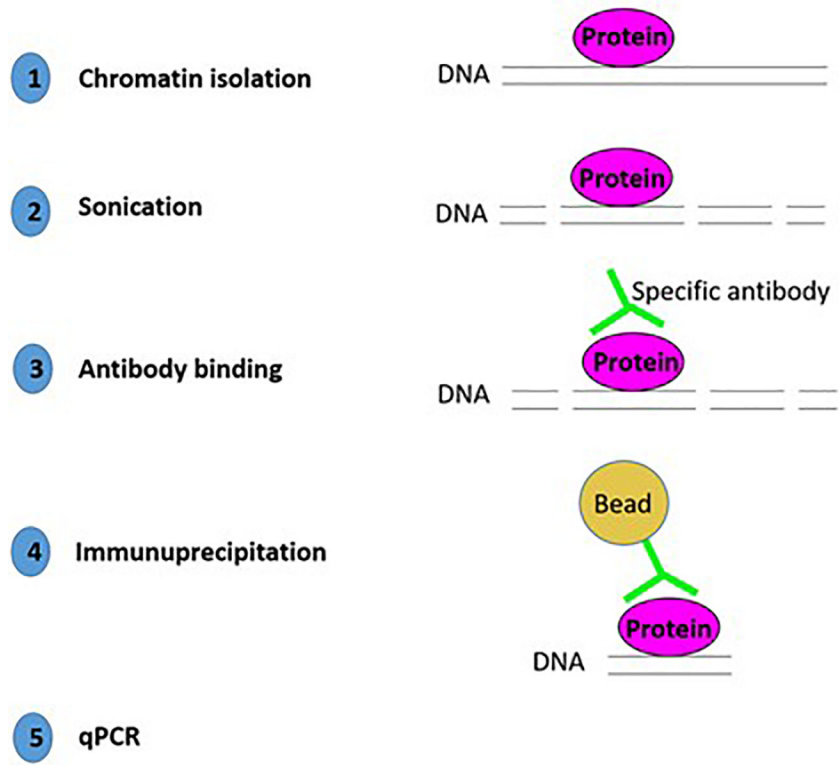 1 Chromatin isolation
Protein
DNA
2 Sonication
Protein
DNA
Specific antibody
3 Antibody binding
Protein
DNA
Bead
4 Immunuprecipitation
Protein
DNA
5 qPCR